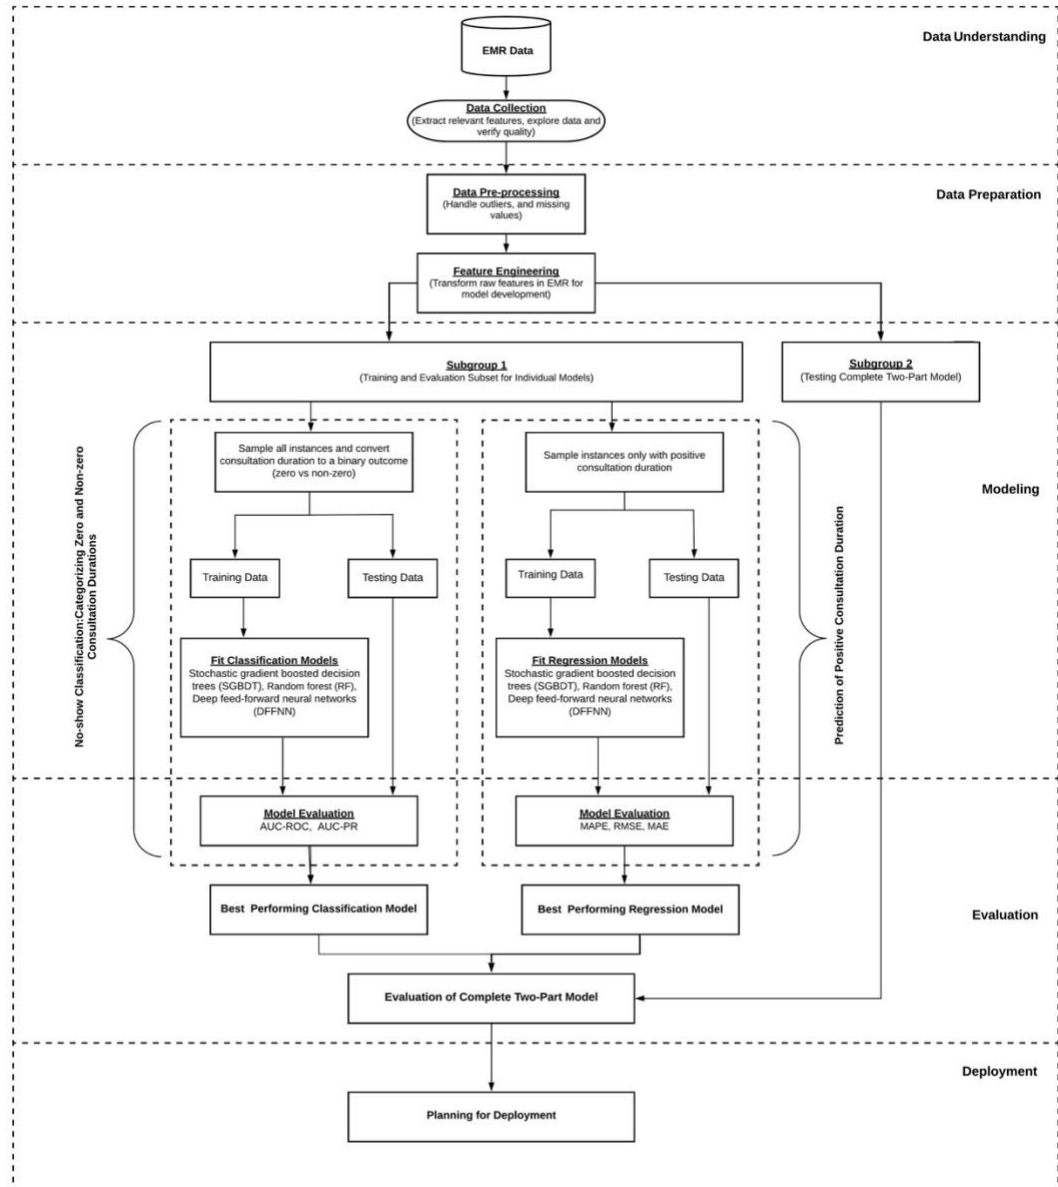 EMR Data
Data Understanding
Data Collection
(Extract relevant features, explore data and
verify quality)
Data Pre-processing
(Handle outliers, and missing
values)
Data Preparation
Feature Engineering
(Transform raw features in EMR for
model development)
Subgroup 1
(Training and Evaluation Subset for Individual Models)
Subgroup 2
(Testing Complete Two-Part Model)
No-show Classification:Categorizing Zero and Non-zero
Consultation Durations
Sample all instances and convert
consultation duration to a binary outcome
(zero vs non-zero)
Sample instances only with positive
consultation duration
Modeling
Prediction of Positive Consultation Duration
Training Data
Testing Data
Training Data
Testing Data
Fit Classification Models
Stochastic gradient boosted decision
trees (SGBDT), Random forest (RF),
Deep feed-forward neural networks
(DFFNN)
Fit Regression Models
Stochastic gradient boosted decision
trees (SGBDT), Random forest (RF),
Deep feed-forward neural networks
(DFFNN)
Model Evaluation
AUC-ROC, AUC-PR
Model Evaluation
MAPE, RMSE, MAE
Best Performing Classification Model
Best Performing Regression Model
Evaluation
Evaluation of Complete Two-Part Model
Deployment
Planning for Deployment